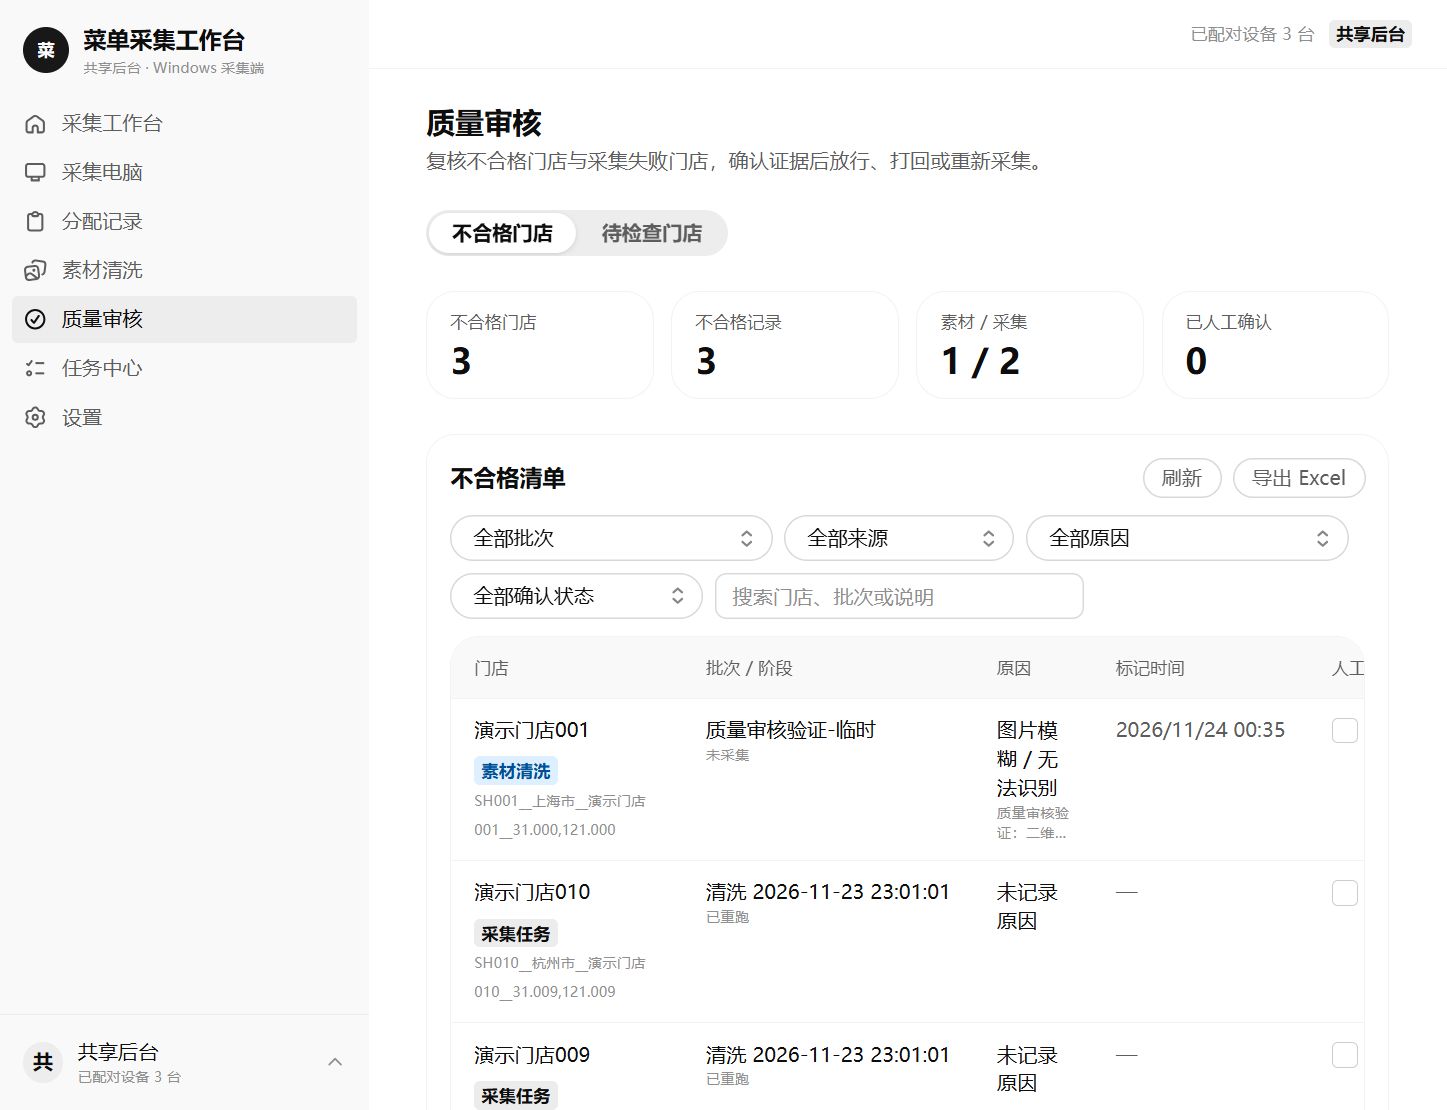 菜
菜单采集工作台
共享后台 · Windows 采集端
采集工作台
采集电脑
分配记录
素材清洗
质量审核
任务中心
设置
共
共享后台
已配对设备 3 台
已配对设备 3 台 共享后台
质量审核
复核不合格门店与采集失败门店，确认证据后放行、打回或重新采集。
不合格门店 待检查门店
不合格门店
3
不合格记录
3
素材 / 采集
1 / 2
已人工确认
0
不合格清单
刷新 导出 Excel
全部批次 全部来源 全部原因
全部确认状态 搜索门店、批次或说明
门店 批次 / 阶段 原因 标记时间 人工
演示门店001
素材清洗
SH001__上海市__演示门店
001__31.000,121.000
质量审核验证-临时
未采集
图片模
糊 / 无
法识别
质量审核验
证：二维...
2026/11/24 00:35
演示门店010
采集任务
SH010__杭州市__演示门店
010__31.009,121.009
清洗 2026-11-23 23:01:01
已重跑
未记录
原因
—
演示门店009
采集任务
清洗 2026-11-23 23:01:01
已重跑
未记录
原因
—